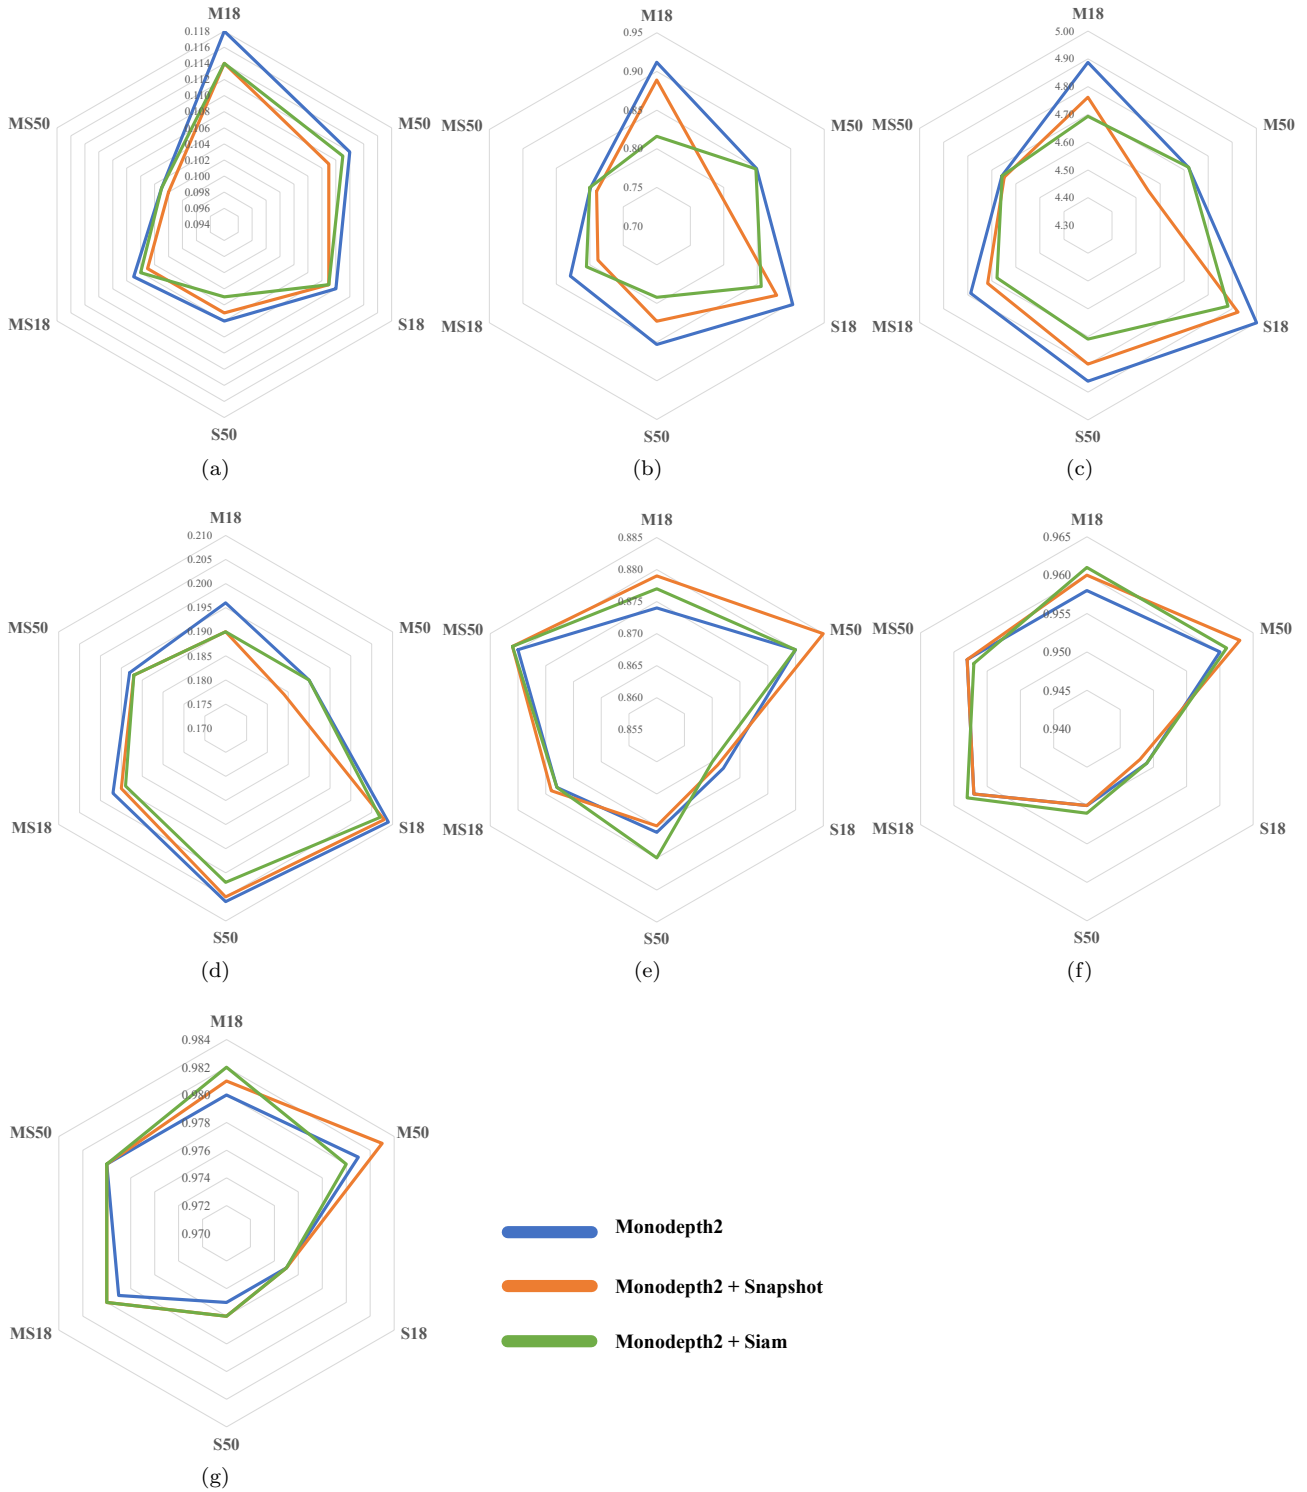 M18
0.118
0.116
0.114
0.112
0.110
0.108
0.106
0.104
0.102
0.100
0.098
0.096
0.094
M50
S18
S50
MS18
MS50
(a)
M18
0.95
0.90
0.85
0.80
0.75
0.70
M50
S18
S50
MS18
MS50
(b)
M18
5.00
4.90
4.80
4.70
4.60
4.50
4.40
4.30
M50
S18
S50
MS18
MS50
(c)
M18
0.210
0.205
0.200
0.195
0.190
0.185
0.180
0.175
0.170
M50
S18
S50
MS18
MS50
(d)
M18
0.885
0.880
0.875
0.870
0.865
0.860
0.855
M50
S18
S50
MS18
MS50
(e)
M18
0.965
0.960
0.955
0.950
0.945
0.940
M50
S18
S50
MS18
MS50
(f)
M18
0.984
0.982
0.980
0.978
0.976
0.974
0.972
0.970
M50
S18
S50
MS18
MS50
(g)
Monodepth2
Monodepth2 + Snapshot
Monodepth2 + Siam